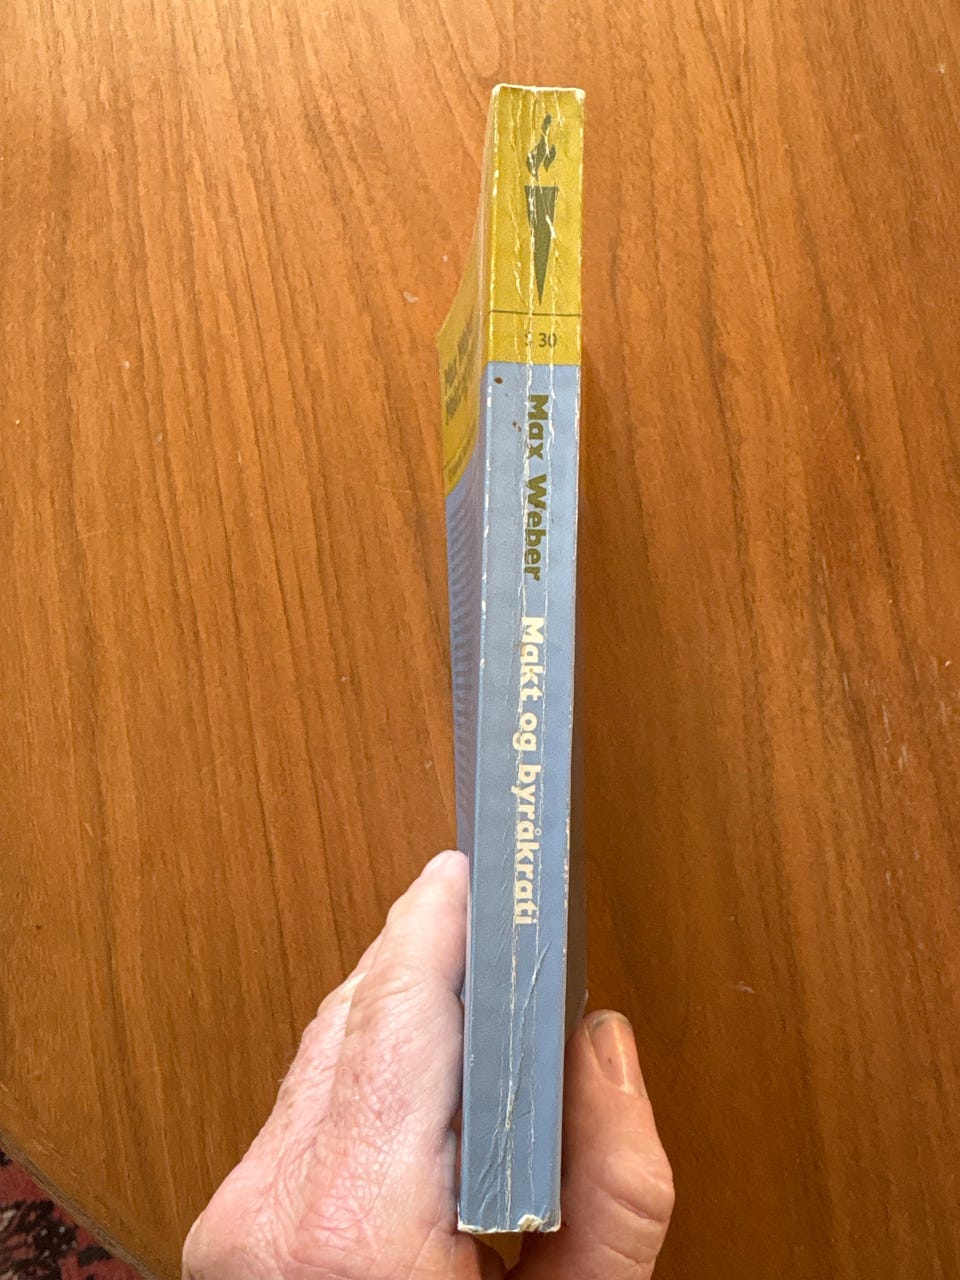 30
Max Weber
Makt og byråkrati